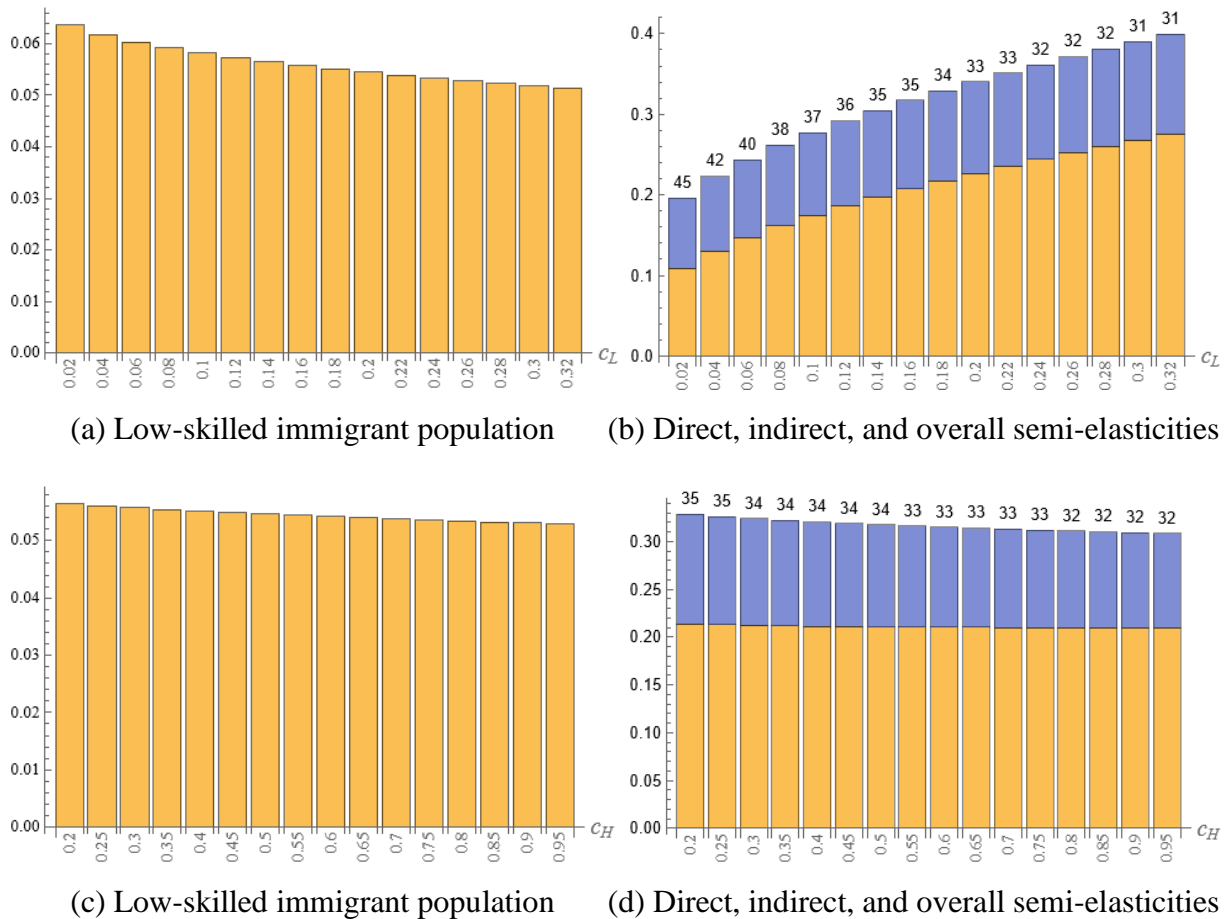 0.06
0.05
0.04
0.03
0.02
0.01
0.00
0.02 0.04 0.06 0.08 0.1 0.12 0.14 0.16 0.18 0.2 0.22 0.24 0.26 0.28 0.3 0.32 c_L
45 42 40 38 37 36 35 35 34 33 33 32 32 32 31 31
0.4
0.3
0.2
0.1
0.0
0.02 0.04 0.06 0.08 0.1 0.12 0.14 0.16 0.18 0.2 0.22 0.24 0.26 0.28 0.3 0.32 c_L
(a) Low-skilled immigrant population
(b) Direct, indirect, and overall semi-elasticities
0.05
0.04
0.03
0.02
0.01
0.00
0.2 0.25 0.3 0.35 0.4 0.45 0.5 0.55 0.6 0.65 0.7 0.75 0.8 0.85 0.9 0.95 c_H
35 35 34 34 34 34 34 33 33 33 33 33 32 32 32 32
0.30
0.25
0.20
0.15
0.10
0.05
0.00
0.2 0.25 0.3 0.35 0.4 0.45 0.5 0.55 0.6 0.65 0.7 0.75 0.8 0.85 0.9 0.95 c_H
(c) Low-skilled immigrant population
(d) Direct, indirect, and overall semi-elasticities